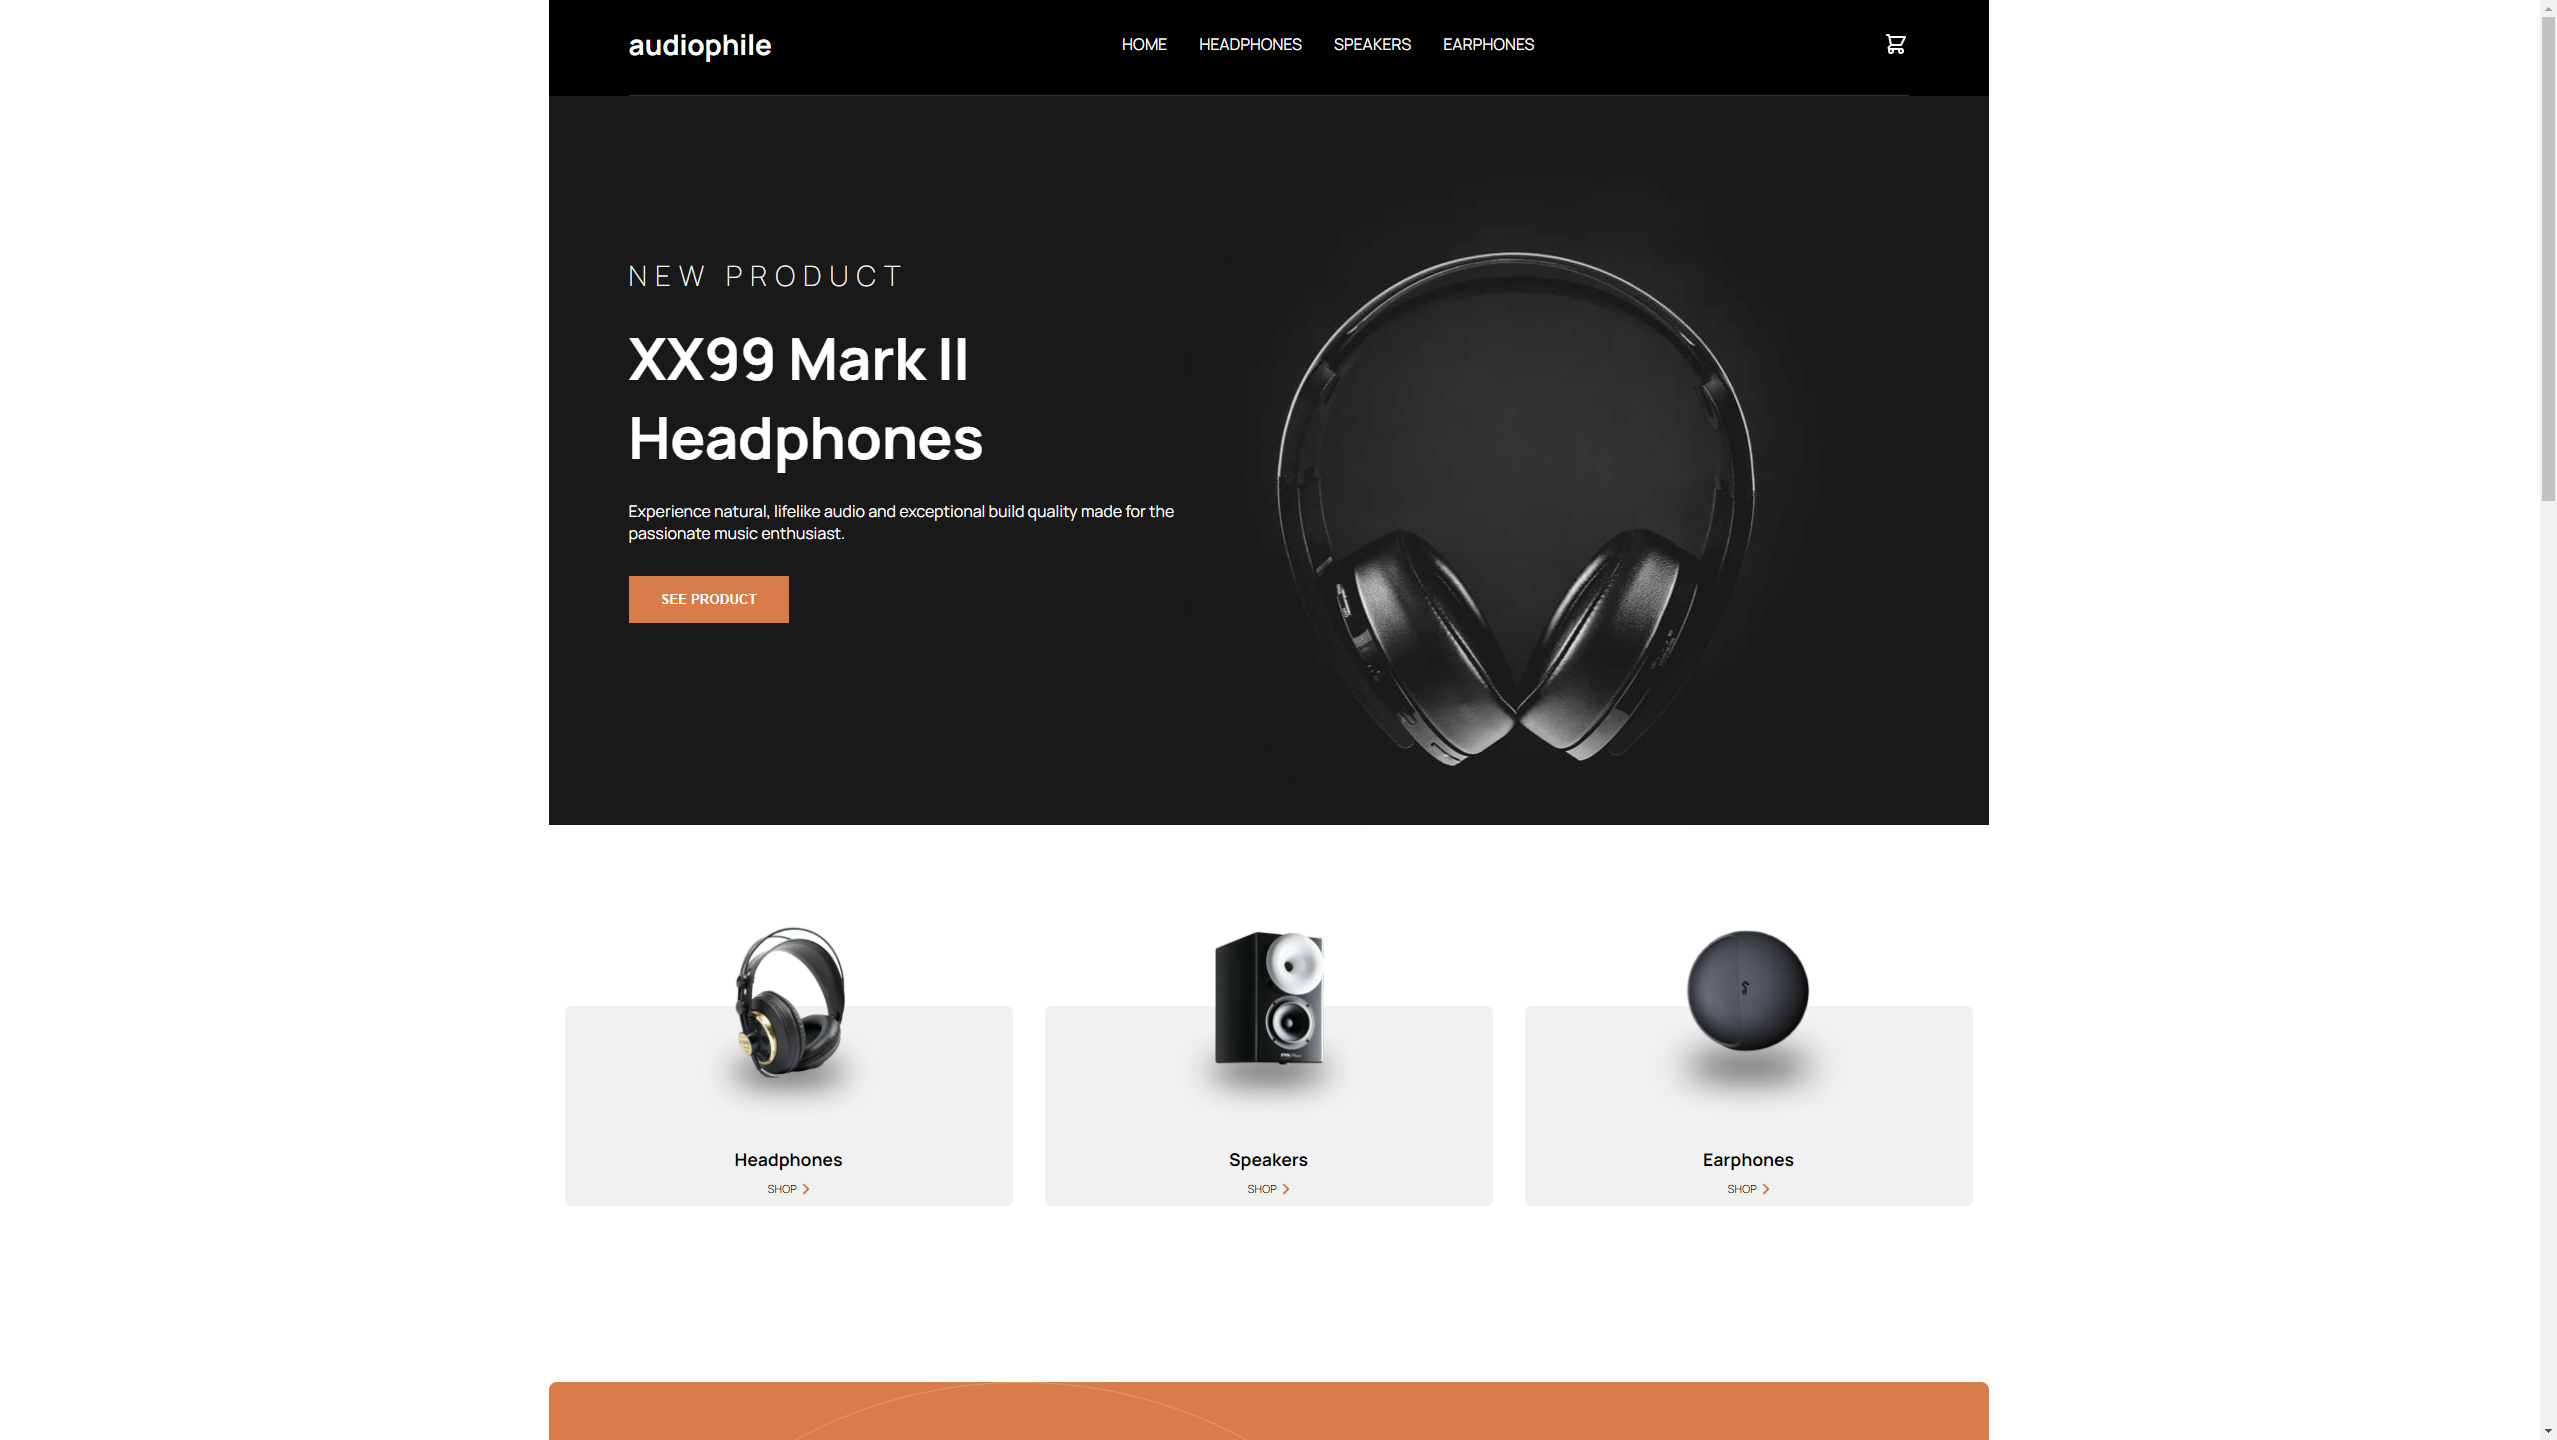 audiophile
HOME HEADPHONES SPEAKERS EARPHONES
NEW PRODUCT
XX99 Mark II
Headphones
Experience natural, lifelike audio and exceptional build quality made for the
passionate music enthusiast.
SEE PRODUCT
Headphones
SHOP
Speakers
SHOP
Earphones
SHOP